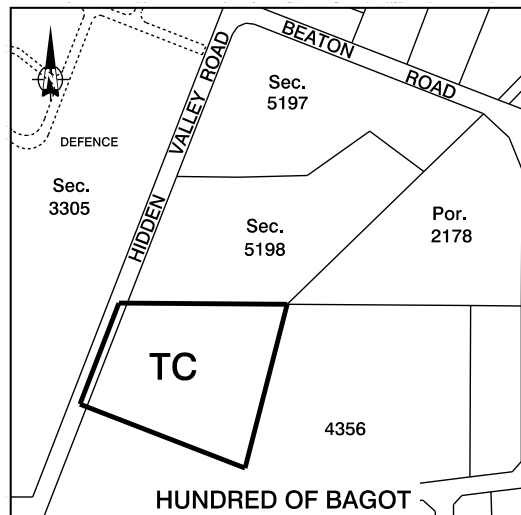 BEATON ROAD
HIDDEN VALLEY ROAD
Sec.
5197
DEFENCE
Sec.
3305
Sec.
5198
Por.
2178
TC
4356
HUNDRED OF BAGOT